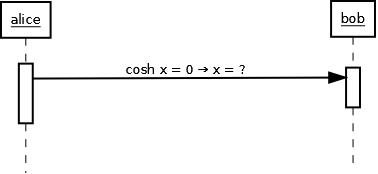 alice
bob
cosh x = 0 → x = ?